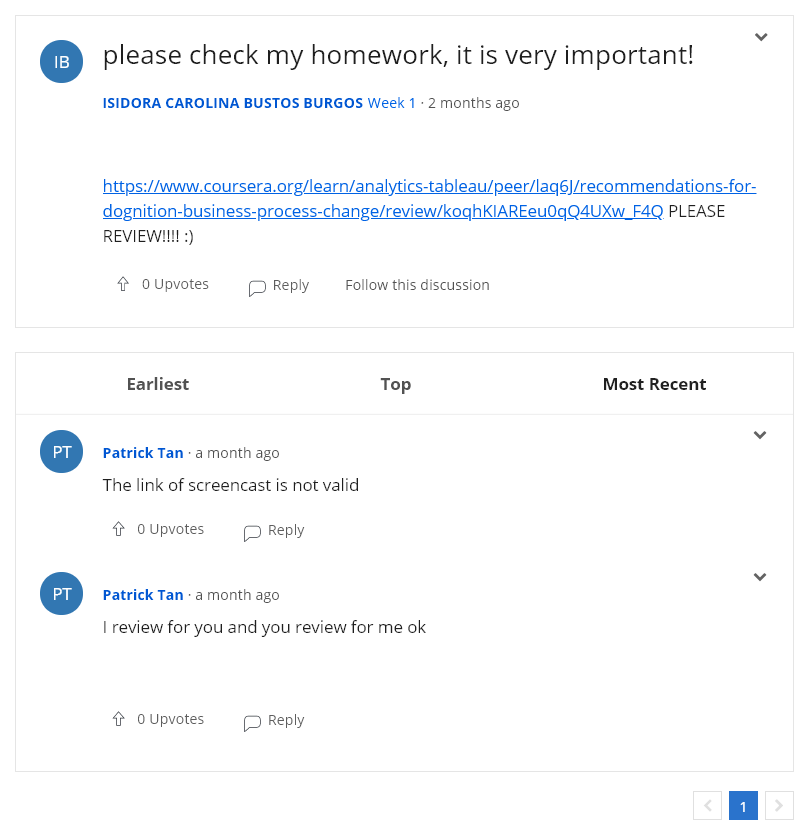 IB
please check my homework, it is very important!
ISIDORA CAROLINA BUSTOS BURGOS Week 1 · 2 months ago
https://www.coursera.org/learn/analytics-tableau/peer/laq6J/recommendations-for-
dognition-business-process-change/review/koqhKIAREeu0qQ4UXw_F4Q PLEASE
REVIEW!!!! :)
0 Upvotes Reply Follow this discussion
Earliest Top Most Recent
PT
Patrick Tan · a month ago
The link of screencast is not valid
0 Upvotes Reply
PT
Patrick Tan · a month ago
I review for you and you review for me ok
0 Upvotes Reply
1